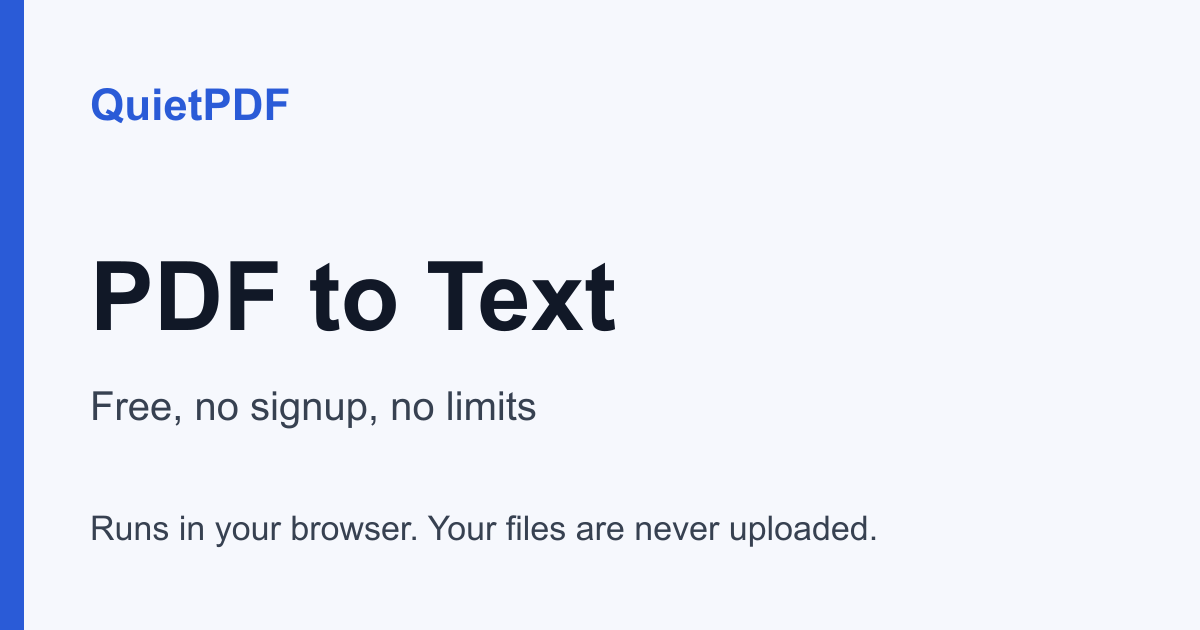 QuietPDF
PDF to Text
Free, no signup, no limits
Runs in your browser. Your files are never uploaded.